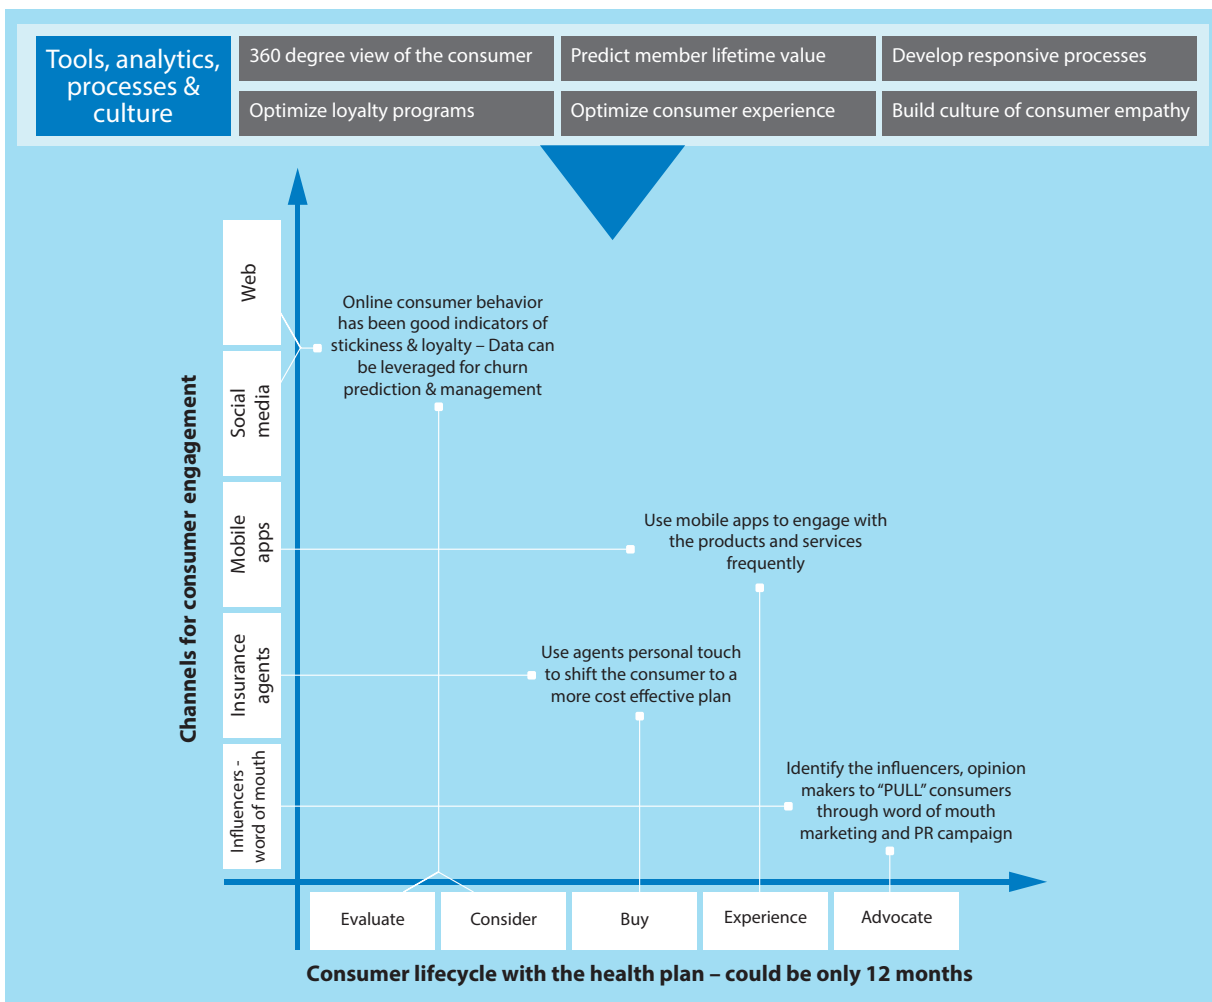 Tools, analytics,
processes &
culture
360 degree view of the consumer
Predict member lifetime value
Develop responsive processes
Optimize loyalty programs
Optimize consumer experience
Build culture of consumer empathy
Channels for consumer engagement
Web
Social
media
Mobile
apps
Insurance
agents
Influencers -
word of mouth
Online consumer behavior
has been good indicators of
stickiness & loyalty – Data can
be leveraged for churn
prediction & management
Use mobile apps to engage with
the products and services
frequently
Use agents personal touch
to shift the consumer to a
more cost effective plan
Identify the influencers, opinion
makers to “PULL” consumers
through word of mouth
marketing and PR campaign
Evaluate
Consider
Buy
Experience
Advocate
Consumer lifecycle with the health plan – could be only 12 months